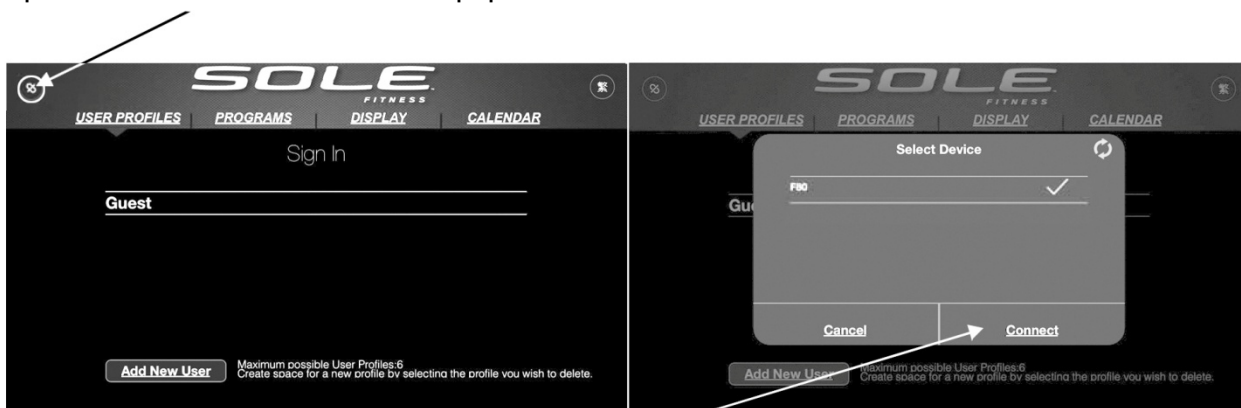 SOLE
FITNESS
USER PROFILES PROGRAMS DISPLAY CALENDAR
Sign In
Guest
Add New User
Maximum possible User Profiles:6
Create space for a new profile by selecting the profile you wish to delete.
SOLE
FITNESS
USER PROFILES PROGRAMS DISPLAY CALENDAR
Select Device
F80
Gue
Cancel Connect
Add New User
Maximum possible User Profiles:6
Create space for a new profile by selecting the profile you wish to delete.